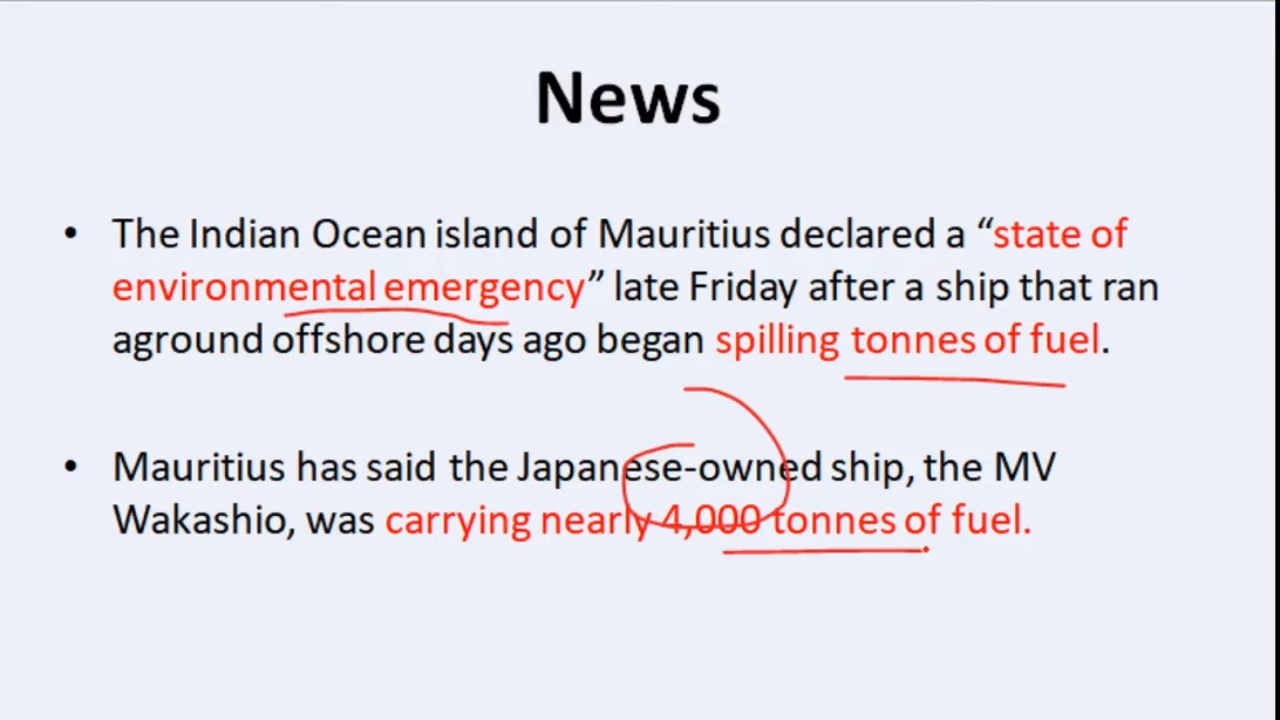 News
• The Indian Ocean island of Mauritius declared a “state of
environmental emergency” late Friday after a ship that ran
aground offshore days ago began spilling tonnes of fuel.
• Mauritius has said the Japanese-owned ship, the MV
Wakashio, was carrying nearly 4,000 tonnes of fuel.